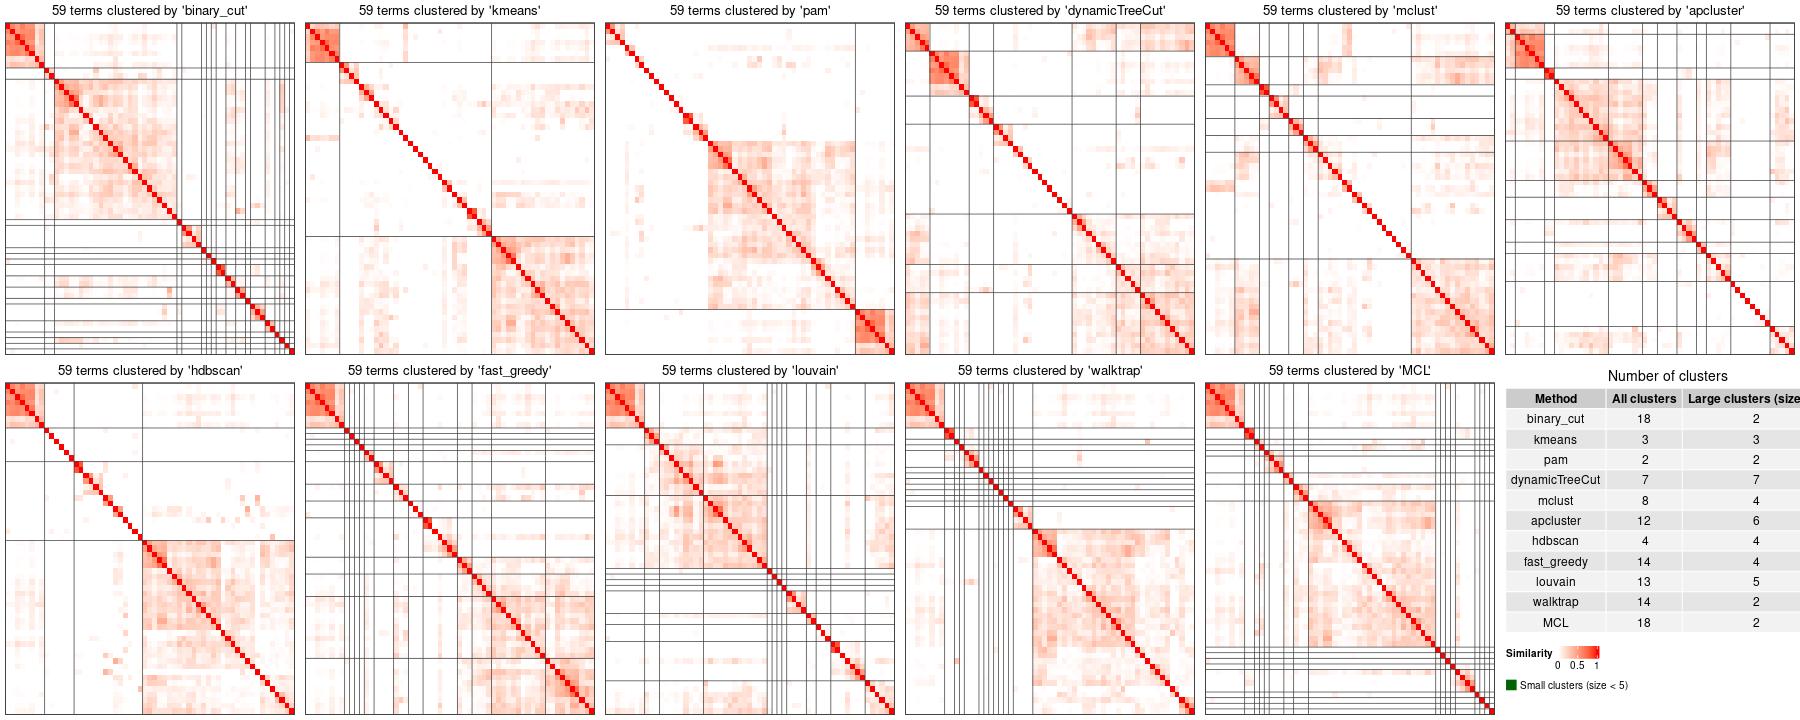 59 terms clustered by 'binary_cut'
59 terms clustered by 'kmeans'
59 terms clustered by 'pam'
59 terms clustered by 'dynamicTreeCut'
59 terms clustered by 'mclust'
59 terms clustered by 'apcluster'
59 terms clustered by 'hdbscan'
59 terms clustered by 'fast_greedy'
59 terms clustered by 'louvain'
59 terms clustered by 'walktrap'
59 terms clustered by 'MCL'
Number of clusters
Method All clusters Large clusters (size
binary_cut 18 2
kmeans 3 3
pam 2 2
dynamicTreeCut 7 7
mclust 8 4
apcluster 12 6
hdbscan 4 4
fast_greedy 14 4
louvain 13 5
walktrap 14 2
MCL 18 2
Similarity
0 0.5 1
Small clusters (size < 5)